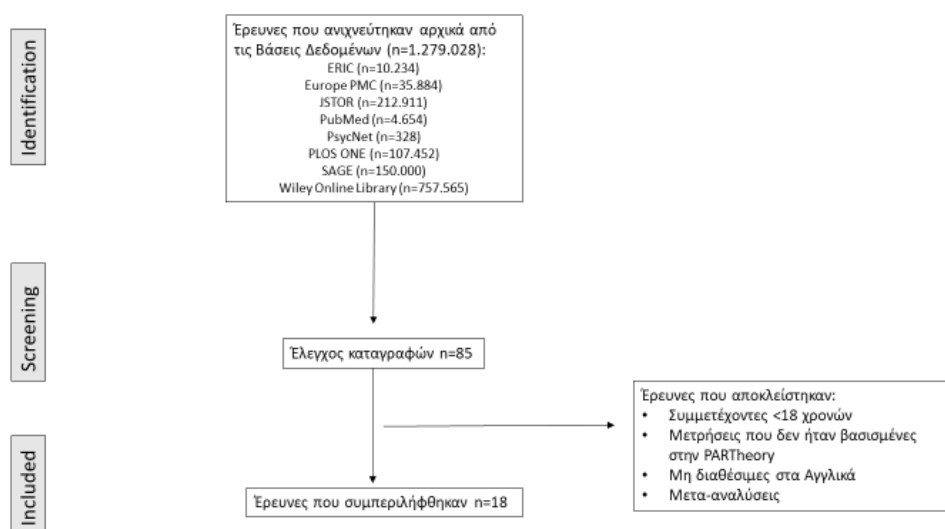 Identification
Έρευνες που ανιχνεύτηκαν αρχικά από
τις Βάσεις Δεδομένων (n=1.279.028):
ERIC (n=10.234)
Europe PMC (n=35.884)
JSTOR (n=212.911)
PubMed (n=4.654)
PsycNet (n=328)
PLOS ONE (n=107.452)
SAGE (n=150.000)
Wiley Online Library (n=757.565)
Screening
Έλεγχος καταγραφών n=85
Έρευνες που αποκλείστηκαν:
• Συμμετέχοντες <18 χρονών
• Μετρήσεις που δεν ήταν βασισμένες
στην PARTheory
• Μη διαθέσιμες στα Αγγλικά
• Μετα-αναλύσεις
Included
Έρευνες που συμπεριλήφθηκαν n=18